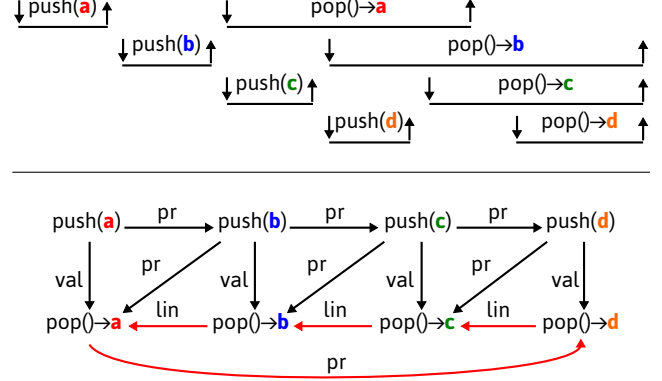 push(a) pop()→a
push(b) pop()→b
push(c) pop()→c
push(d) pop()→d
push(a) pr push(b) pr push(c) pr push(d)
val pr val pr val pr val
pop()→a lin pop()→b lin pop()→c lin pop()→d
pr